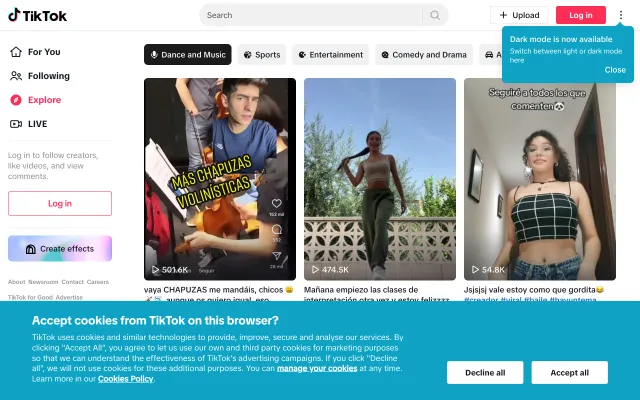 TikTok
Search
+ Upload
Log in
For You
Following
Explore
LIVE
Log in to follow creators,
like videos, and view
comments.
Log in
Create effects
About Newsroom Contact Careers
TikTok for Good Advertise
Dance and Music
Sports
Entertainment
Comedy and Drama
A
Dark mode is now available
Switch between light or dark mode
here
Close
MÁS CHAPUZAS
VIOLINÍSTICAS
Seguir
501.6K
474.5K
Seguiré a todos los que
comenten🐼
54.8K
vaya CHAPUZAS me mandáis, chicos 😄
aunque os quiero igual, eso
Mañana empiezo las clases de
interpretación otra vez y estoy felizzzz
Jsjsjsj vale estoy como que gordita😂
#creador #viral #baile #hayuntema
Accept cookies from TikTok on this browser?
TikTok uses cookies and similar technologies to provide, improve, secure and analyse our services. By
clicking "Accept All", you agree to let us use our own and third party cookies for marketing purposes
so that we can understand the effectiveness of TikTok's advertising campaigns. If you click "Decline
all", we will not use cookies for these additional purposes. You can manage your cookies at any time.
Learn more in our Cookies Policy.
Decline all
Accept all